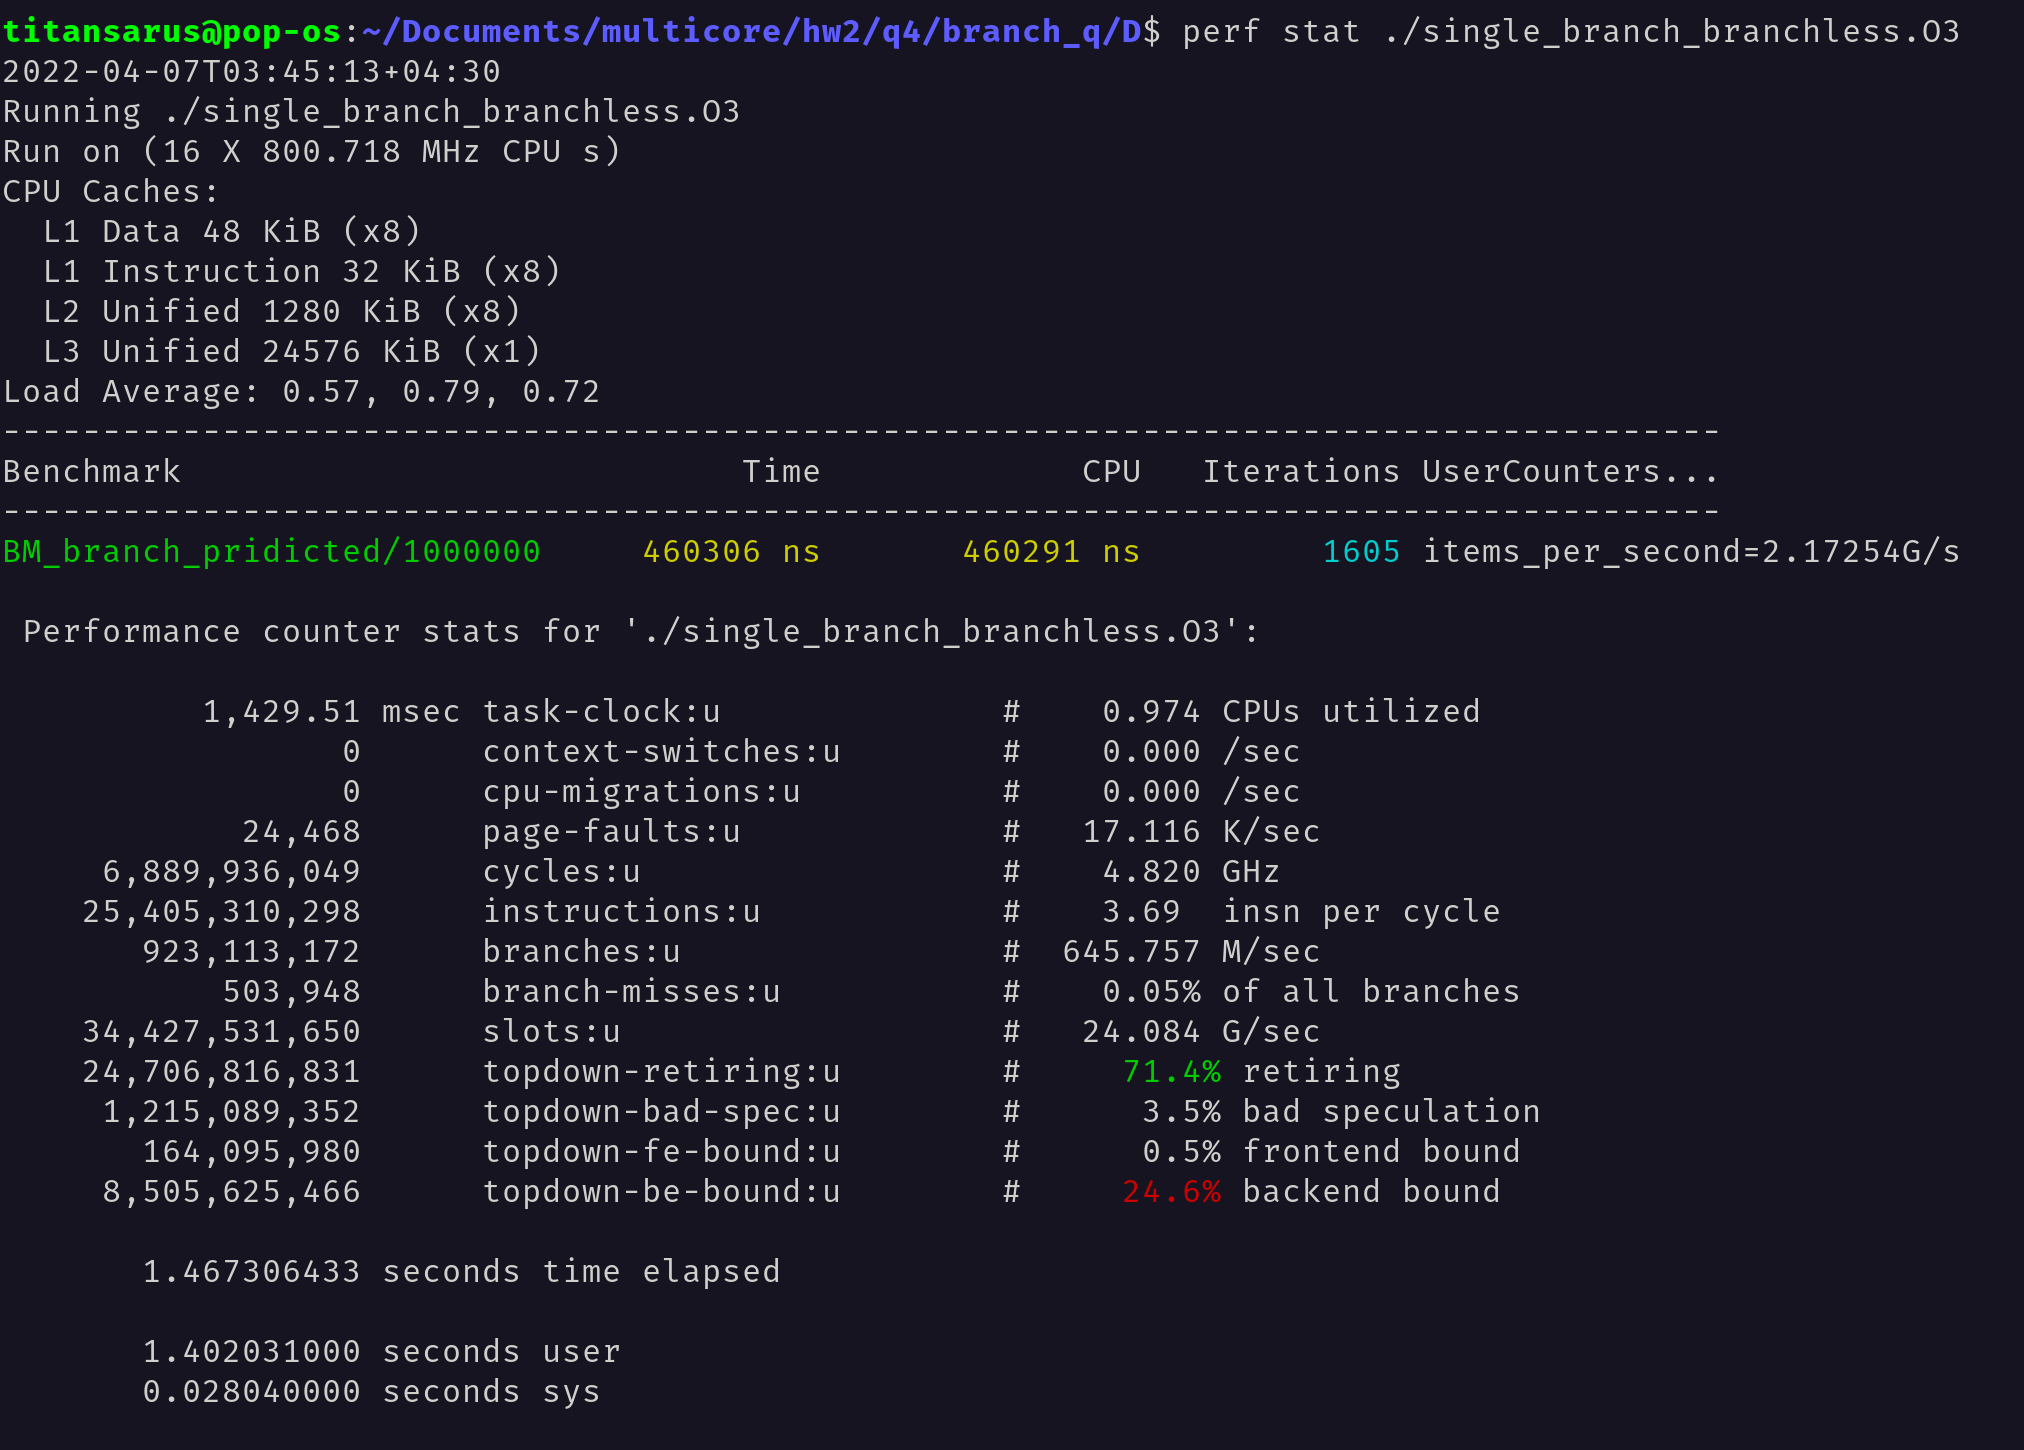 titansarus@pop-os:~/Documents/multicore/hw2/q4/branch_q/D$ perf stat ./single_branch_branchless.O3
2022-04-07T03:45:13+04:30
Running ./single_branch_branchless.O3
Run on (16 X 800.718 MHz CPU s)
CPU Caches:
  L1 Data 48 KiB (x8)
  L1 Instruction 32 KiB (x8)
  L2 Unified 1280 KiB (x8)
  L3 Unified 24576 KiB (x1)
Load Average: 0.57, 0.79, 0.72
--------------------------------------------------------------------------------------
Benchmark                            Time             CPU   Iterations UserCounters...
--------------------------------------------------------------------------------------
BM_branch_pridicted/1000000     460306 ns       460291 ns         1605 items_per_second=2.17254G/s
 Performance counter stats for './single_branch_branchless.O3':
          1,429.51 msec task-clock:u              #    0.974 CPUs utilized
                 0      context-switches:u        #    0.000 /sec
                 0      cpu-migrations:u          #    0.000 /sec
            24,468      page-faults:u             #   17.116 K/sec
     6,889,936,049      cycles:u                  #    4.820 GHz
    25,405,310,298      instructions:u            #    3.69  insn per cycle
       923,113,172      branches:u                #  645.757 M/sec
           503,948      branch-misses:u           #    0.05% of all branches
    34,427,531,650      slots:u                   #   24.084 G/sec
    24,706,816,831      topdown-retiring:u        #     71.4% retiring
     1,215,089,352      topdown-bad-spec:u        #      3.5% bad speculation
       164,095,980      topdown-fe-bound:u        #      0.5% frontend bound
     8,505,625,466      topdown-be-bound:u        #     24.6% backend bound
       1.467306433 seconds time elapsed
       1.402031000 seconds user
       0.028040000 seconds sys